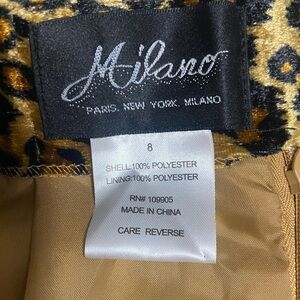 Milano
PARIS. NEW YORK. MILANO
8
SHELL:100% POLYESTER
LINING:100% POLYESTER
RN# 109905
MADE IN CHINA
CARE REVERSE